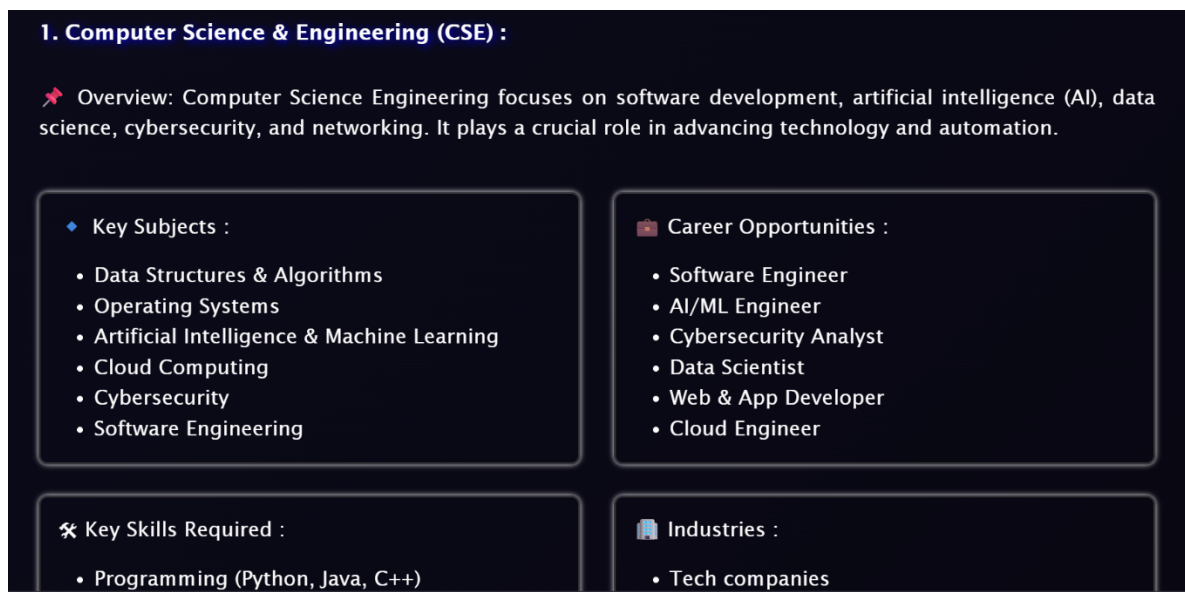 1. Computer Science & Engineering (CSE) :
📌 Overview: Computer Science Engineering focuses on software development, artificial intelligence (AI), data
science, cybersecurity, and networking. It plays a crucial role in advancing technology and automation.
🔹 Key Subjects :
• Data Structures & Algorithms
• Operating Systems
• Artificial Intelligence & Machine Learning
• Cloud Computing
• Cybersecurity
• Software Engineering
💼 Career Opportunities :
• Software Engineer
• AI/ML Engineer
• Cybersecurity Analyst
• Data Scientist
• Web & App Developer
• Cloud Engineer
🛠 Key Skills Required :
• Programming (Python, Java, C++)
🏢 Industries :
• Tech companies